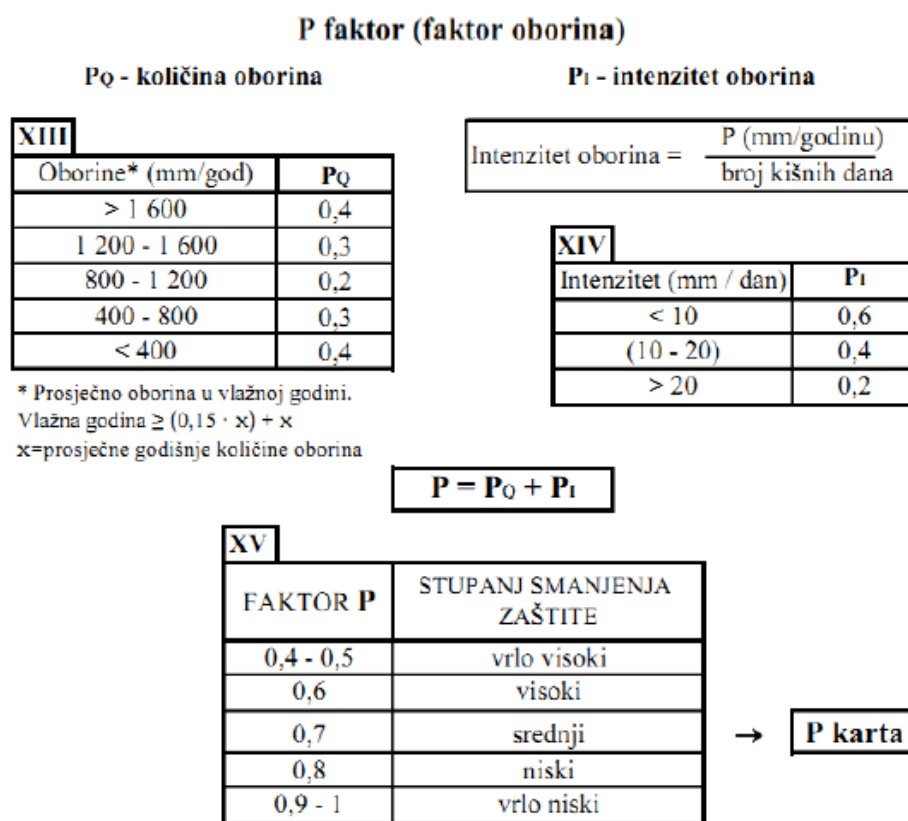 P faktor (faktor oborina)
PQ - količina oborina
PI - intenzitet oborina
XIII
Oborine* (mm/god) PQ
> 1 600 0,4
1 200 - 1 600 0,3
800 - 1 200 0,2
400 - 800 0,3
< 400 0,4
* Prosječno oborina u vlažnoj godini.
Vlažna godina ≥ (0,15 · x) + x
x=prosječne godišnje količine oborina
Intenzitet oborina = P (mm/godinu)
broj kišnih dana
XIV
Intenzitet (mm / dan) PI
< 10 0,6
(10 - 20) 0,4
> 20 0,2
P = PQ + PI
XV
FAKTOR P STUPANJ SMANJENJA
ZAŠTITE
0,4 - 0,5 vrlo visoki
0,6 visoki
0,7 srednji
0,8 niski
0,9 - 1 vrlo niski
→ P karta